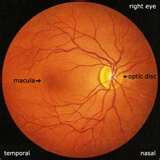 right eye
macula
optic disc
temporal
nasal